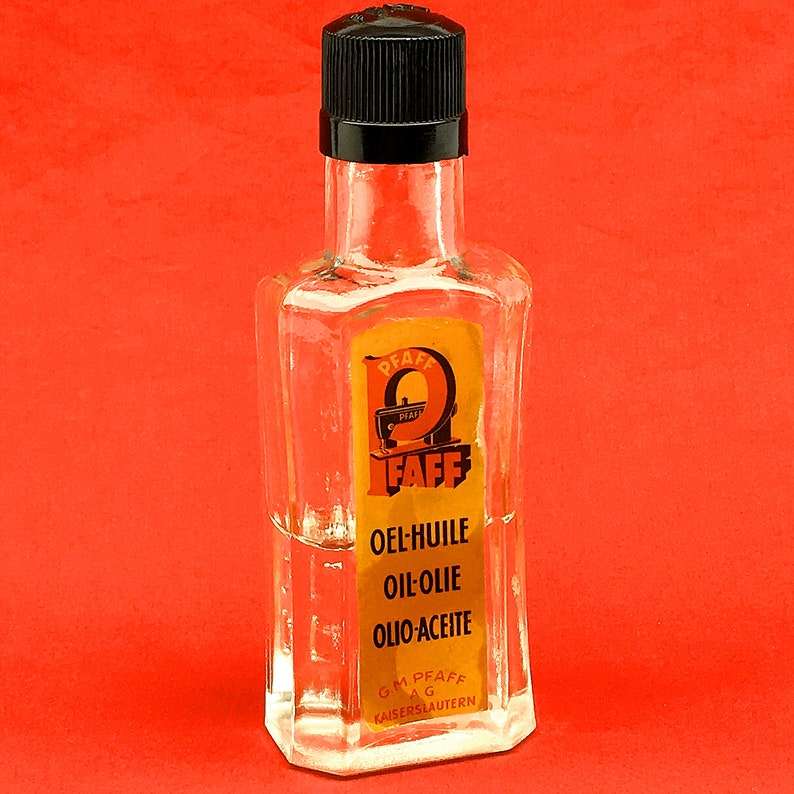 PFAFF
PFAFF
PFAFF
OEL-HUILE
OIL-OLIE
OLIO-ACEITE
G.M.PFAFF
A G
KAISERSLAUTERN